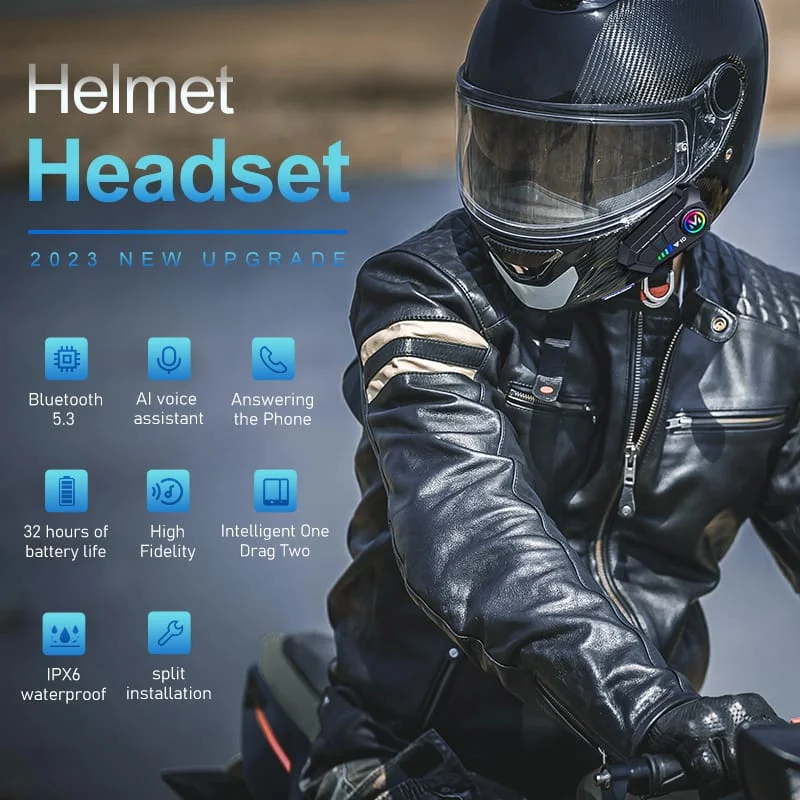 Helmet
Headset
2023 NEW UPGRADE
Bluetooth
5.3
AI voice
assistant
Answering
the Phone
32 hours of
battery life
High
Fidelity
Intelligent One
Drag Two
IPX6
waterproof
split
installation